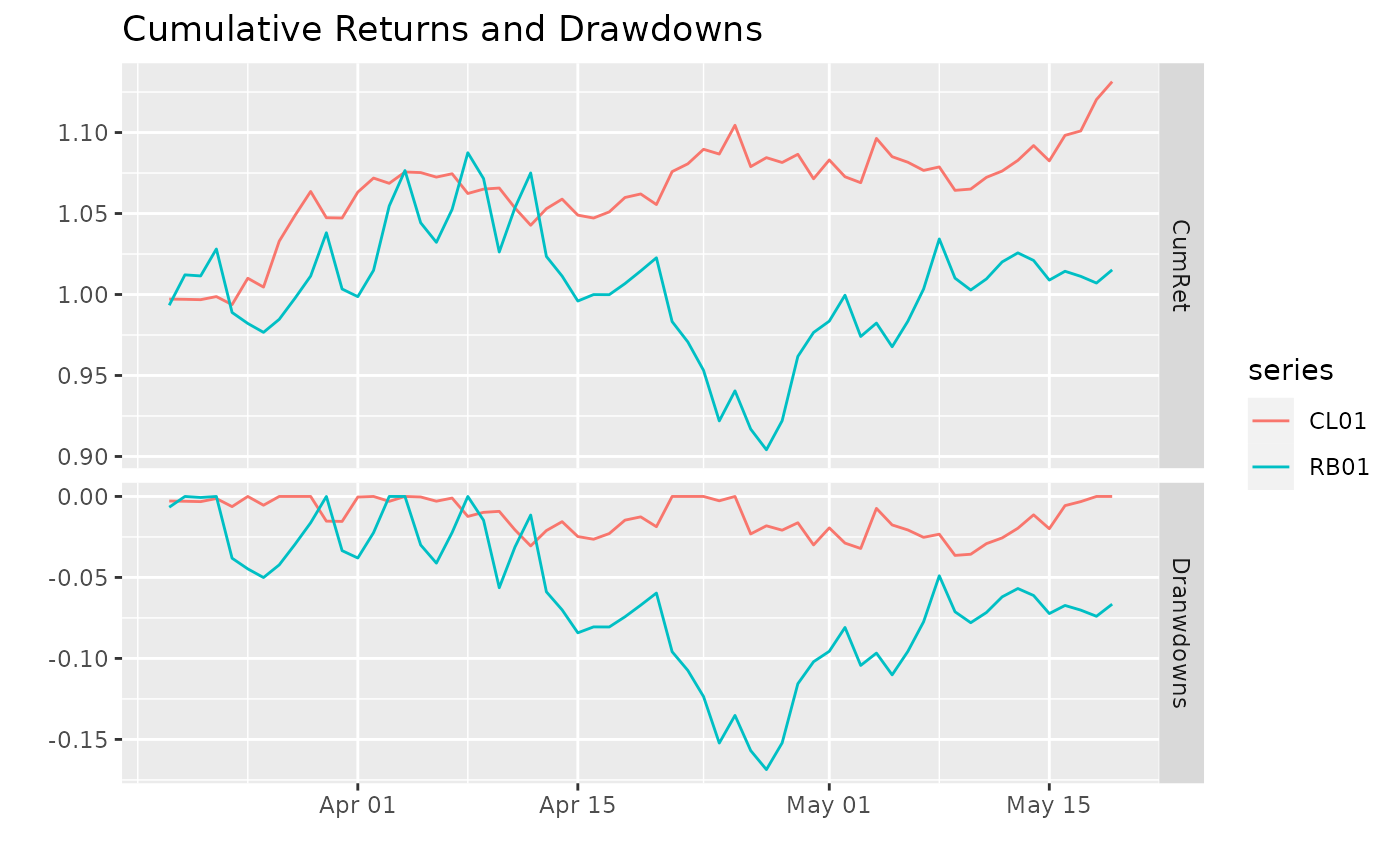 Cumulative Returns and Drawdowns
1.10
1.05
1.00
0.95
0.90
CumRet
0.00
-0.05
-0.10
-0.15
Dranwdowns
Apr 01
Apr 15
May 01
May 15
series
CL01
RB01